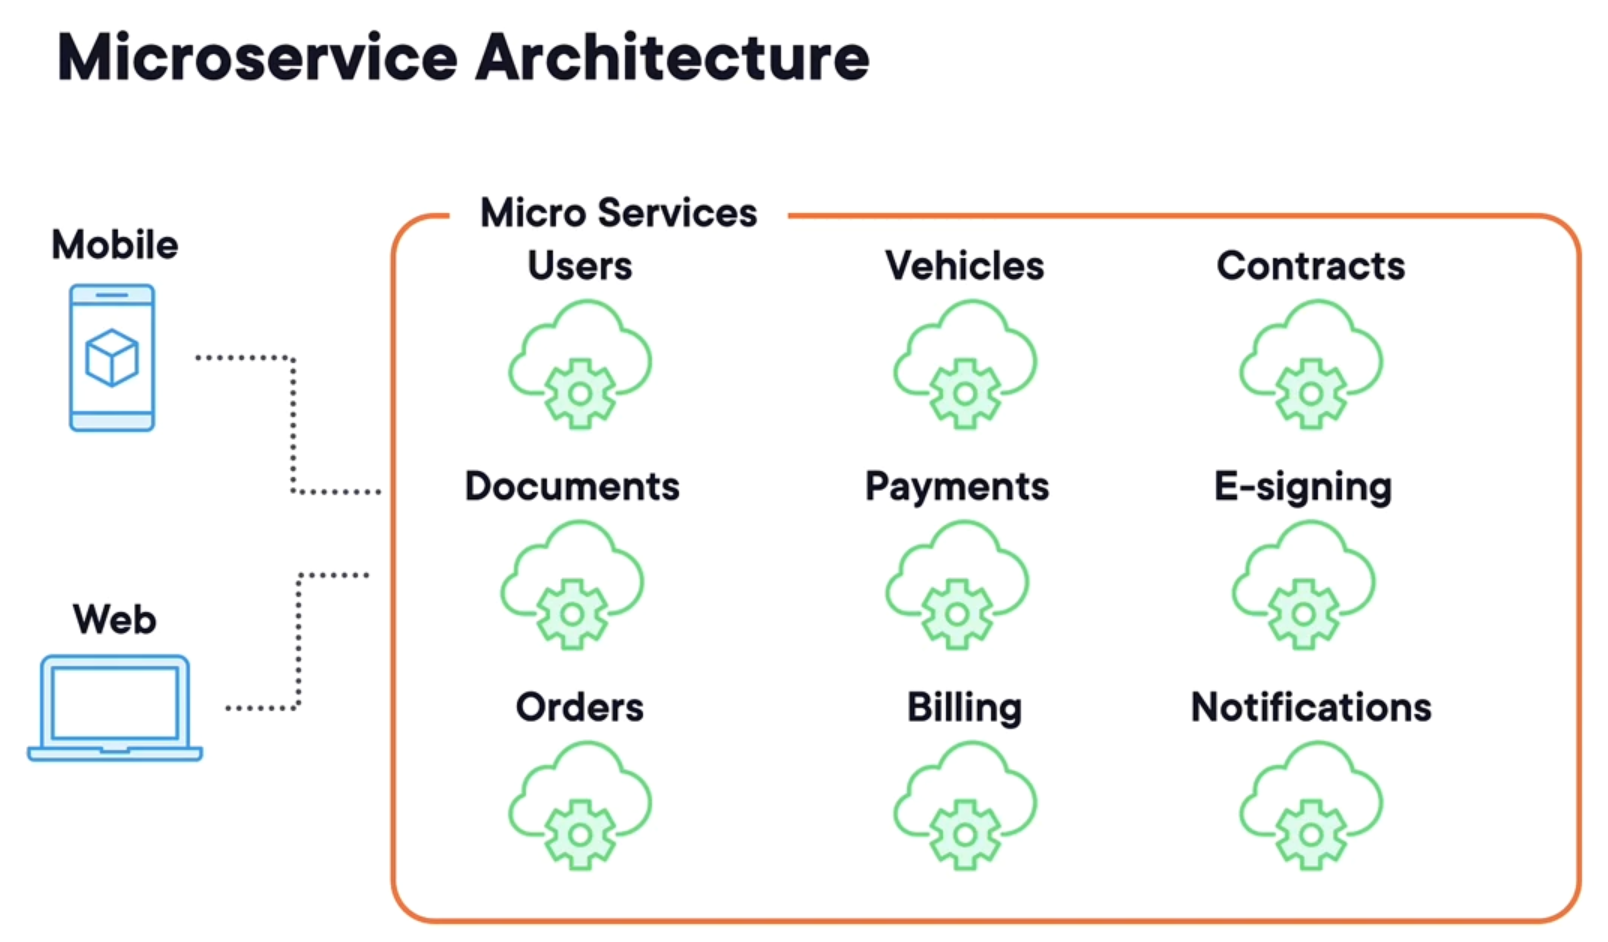 Microservice Architecture
Micro Services
Mobile
Users
Vehicles
Contracts
Documents
Payments
E-signing
Web
Orders
Billing
Notifications